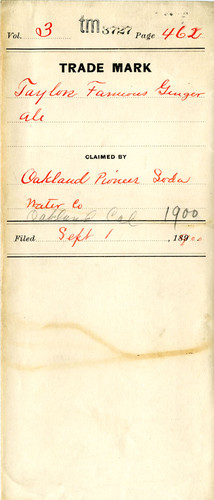 Vol. 3 tm 3727 Page 462
TRADE MARK
Taylors Famous Ginger
Ale
CLAIMED BY
Oakland Pioneer Soda
Water Co
Oakland Cal 1900
Filed Sept 1, 1900